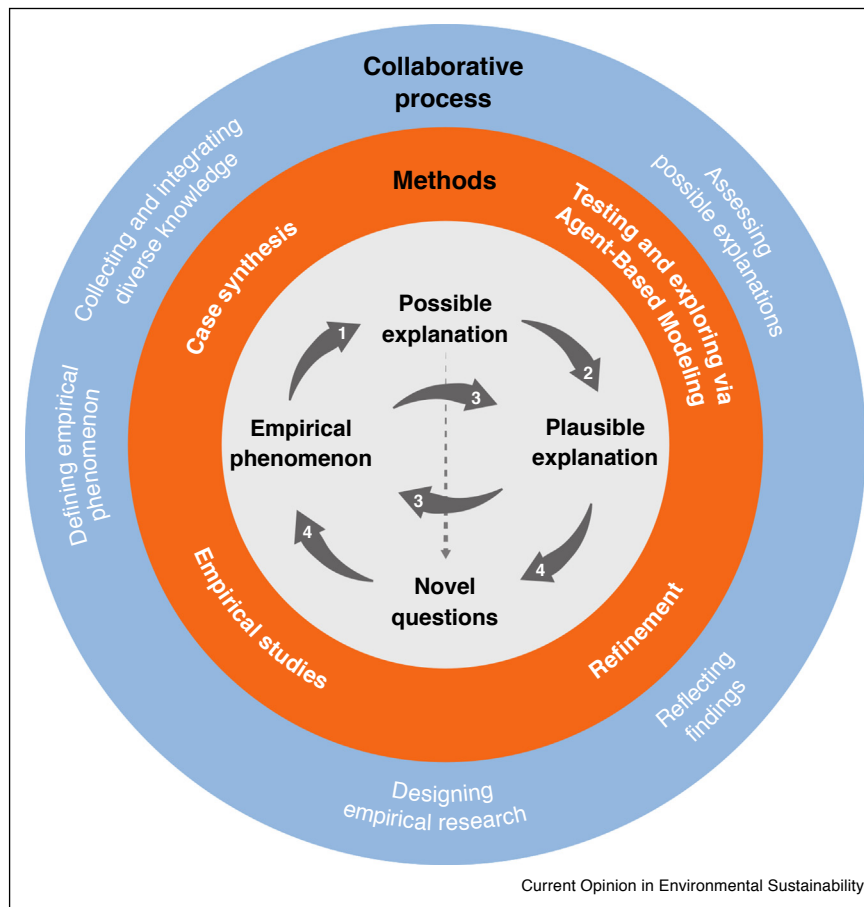 Collaborative
process
Collecting and integrating
diverse knowledge
Assessing
possible explanations
Methods
Case synthesis
Testing and exploring via
Agent-Based Modeling
Possible
explanation
1
2
3
Empirical
phenomenon
Plausible
explanation
Defining empirical
phenomenon
3
4
4
Novel
questions
Empirical studies
Refinement
Reflecting
findings
Designing
empirical research
Current Opinion in Environmental Sustainability